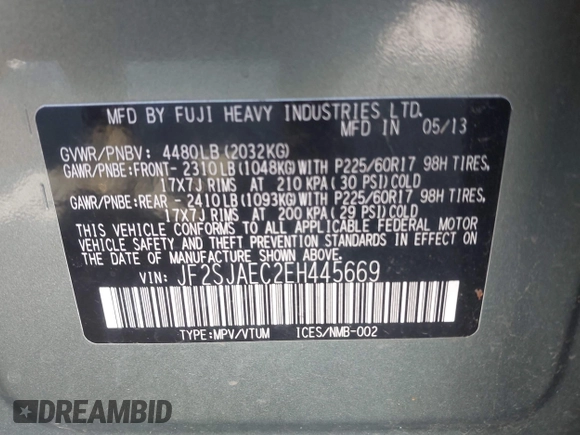 MFD BY FUJI HEAVY INDUSTRIES LTD.
MFD IN 05/13
GVWR/PNBV: 4480LB(2032KG)
GAWR/PNBE:FRONT- 2310LB(1048KG)WITH P225/60R17 98H TIRES,
17X7J RIMS AT 210 KPA(30 PSI)COLD
GAWR/PNBE:REAR - 2410LB(1093KG)WITH P225/60R17 98H TIRES,
17X7J RIMS AT 200 KPA(29 PSI)COLD
THIS VEHICLE CONFORMS TO ALL APPLICABLE FEDERAL MOTOR
VEHICLE SAFETY AND THEFT PREVENTION STANDARDS IN EFFECT ON
THE DATE OF MANUFACTURE SHOWN ABOVE.
VIN: JF2SJAEC2EH445669
TYPE:MPV/VTUM ICES/NMB-002
DREAMBID